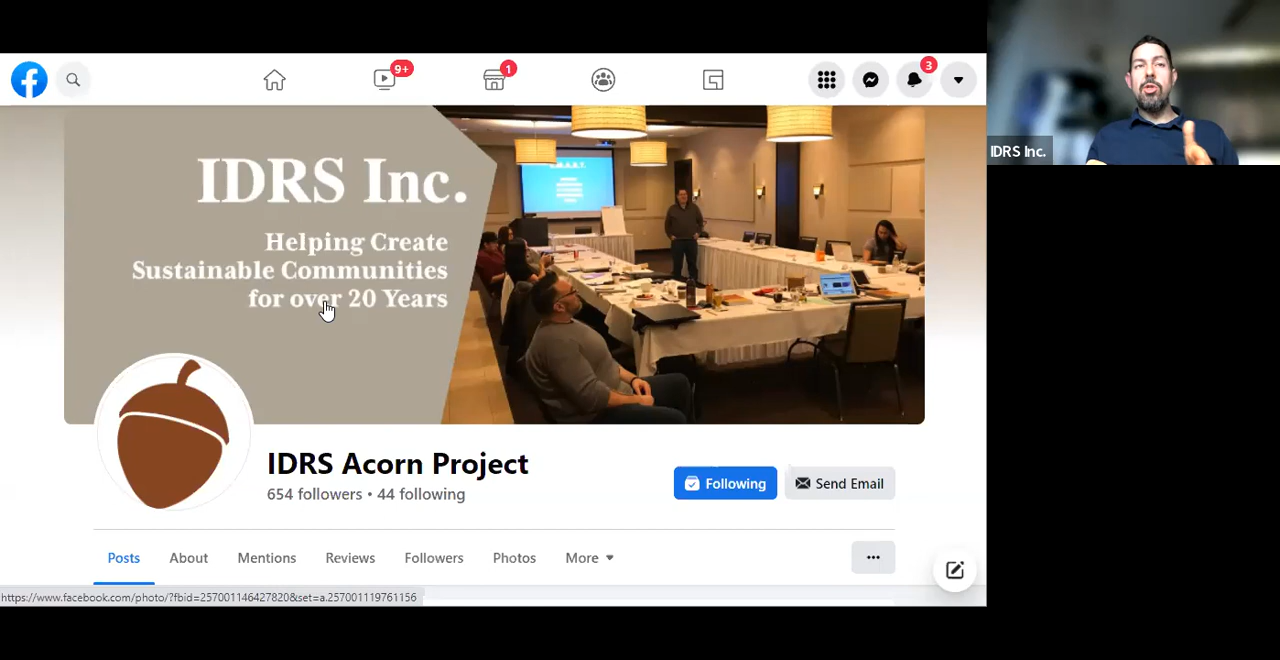 9+
1
3
IDRS Inc.
IDRS Inc.
Helping Create
Sustainable Communities
for over 20 Years
IDRS Acorn Project
654 followers • 44 following
Following
Send Email
Posts
About
Mentions
Reviews
Followers
Photos
More
https://www.facebook.com/photo/?fbid=257001146427820&set=a.257001119761156